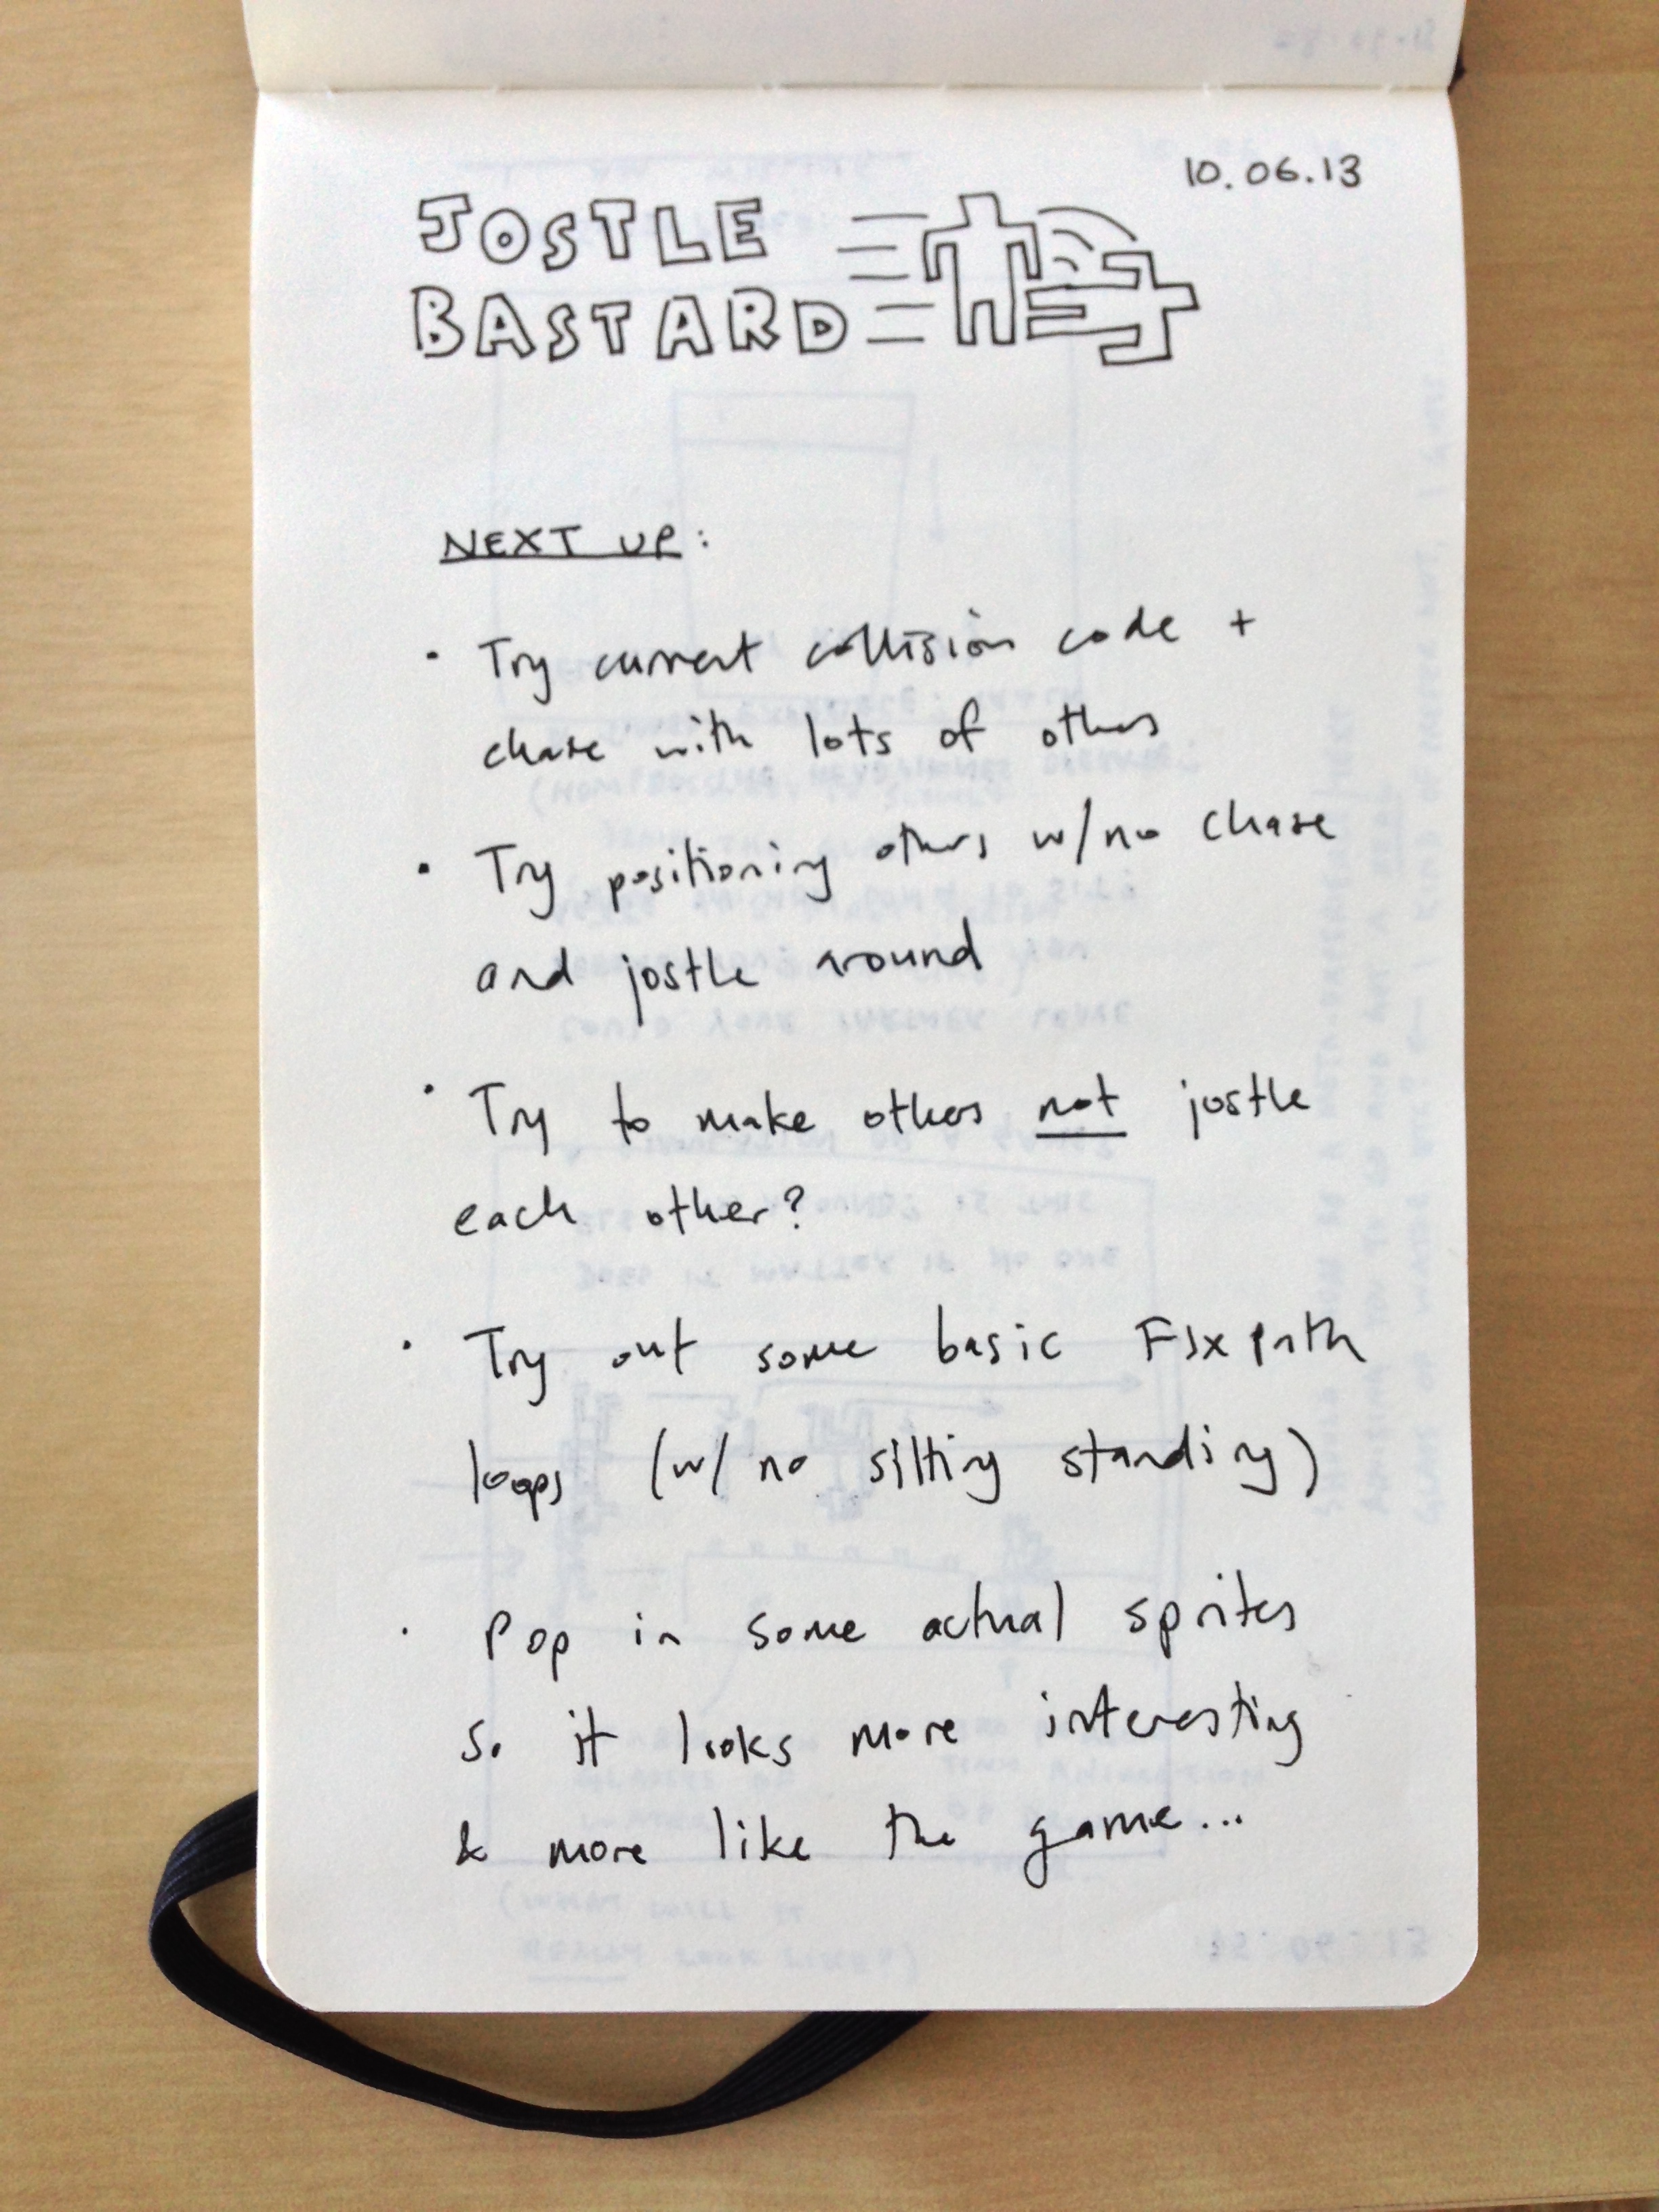 10.06.13
JOSTLE
BASTARD
NEXT UP:
· Try current collision code +
chase with lots of others
· Try positioning others w/no chase
and jostle around
· Try to make others not jostle
each other?
· Try out some basic FlxPath
loops (w/ no sitting standing)
· Pop in some actual sprites
so it looks more interesting
& more like the game...